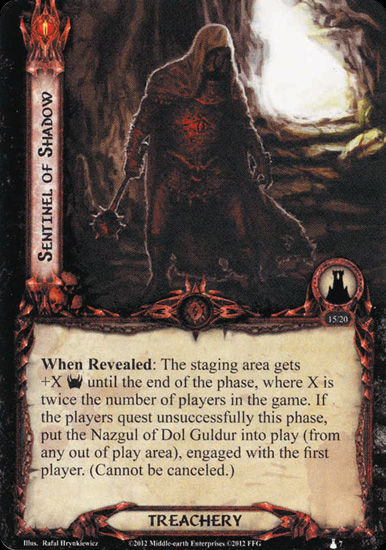 SENTINEL OF SHADOW
15/20
When Revealed: The staging area gets
+X until the end of the phase, where X is
twice the number of players in the game. If
the players quest unsuccessfully this phase,
put the Nazgul of Dol Guldur into play (from
any out of play area), engaged with the first
player. (Cannot be canceled.)
TREACHERY
Illus. Rafal Hrynkiewicz ©2012 Middle-earth Enterprises ©2012 FFG 7